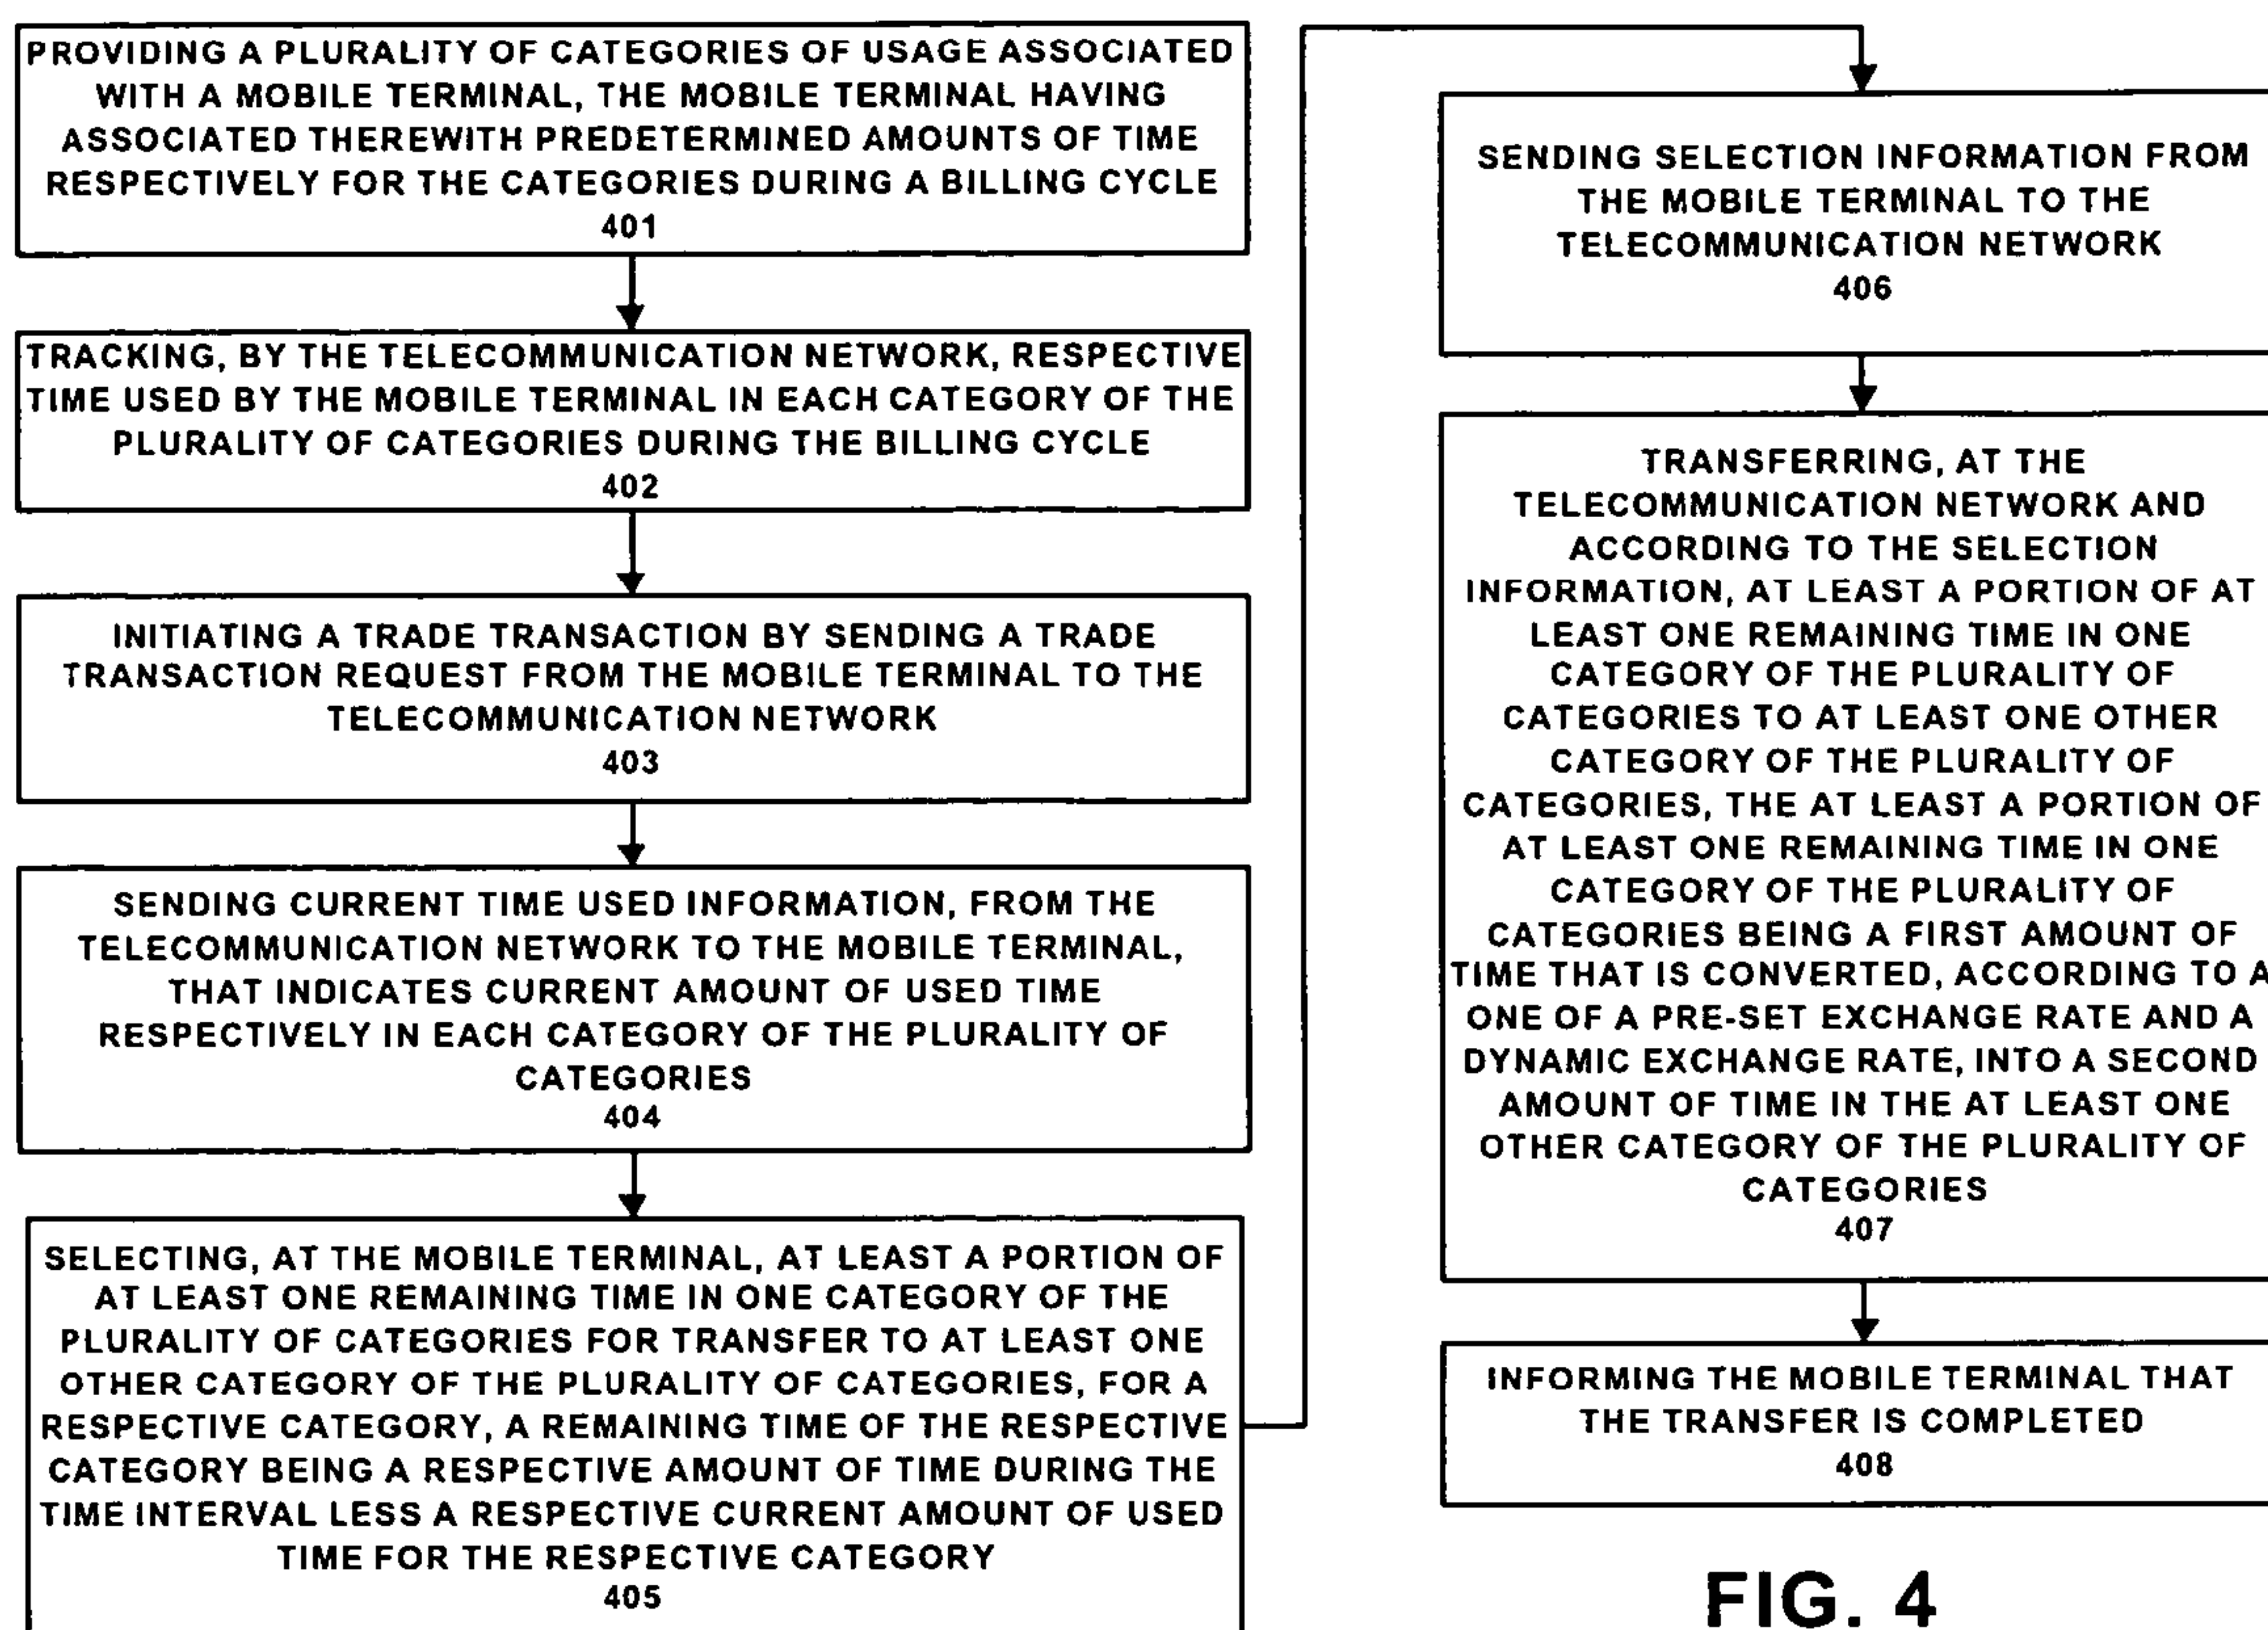 PROVIDING A PLURALITY OF CATEGORIES OF USAGE ASSOCIATED
WITH A MOBILE TERMINAL, THE MOBILE TERMINAL HAVING
ASSOCIATED THEREWITH PREDETERMINED AMOUNTS OF TIME
RESPECTIVELY FOR THE CATEGORIES DURING A BILLING CYCLE
401
TRACKING, BY THE TELECOMMUNICATION NETWORK, RESPECTIVE
TIME USED BY THE MOBILE TERMINAL IN EACH CATEGORY OF THE
PLURALITY OF CATEGORIES DURING THE BILLING CYCLE
402
INITIATING A TRADE TRANSACTION BY SENDING A TRADE
TRANSACTION REQUEST FROM THE MOBILE TERMINAL TO THE
TELECOMMUNICATION NETWORK
403
SENDING CURRENT TIME USED INFORMATION, FROM THE
TELECOMMUNICATION NETWORK TO THE MOBILE TERMINAL,
THAT INDICATES CURRENT AMOUNT OF USED TIME
RESPECTIVELY IN EACH CATEGORY OF THE PLURALITY OF
CATEGORIES
404
SELECTING, AT THE MOBILE TERMINAL, AT LEAST A PORTION OF
AT LEAST ONE REMAINING TIME IN ONE CATEGORY OF THE
PLURALITY OF CATEGORIES FOR TRANSFER TO AT LEAST ONE
OTHER CATEGORY OF THE PLURALITY OF CATEGORIES, FOR A
RESPECTIVE CATEGORY, A REMAINING TIME OF THE RESPECTIVE
CATEGORY BEING A RESPECTIVE AMOUNT OF TIME DURING THE
TIME INTERVAL LESS A RESPECTIVE CURRENT AMOUNT OF USED
TIME FOR THE RESPECTIVE CATEGORY
405
SENDING SELECTION INFORMATION FROM
THE MOBILE TERMINAL TO THE
TELECOMMUNICATION NETWORK
406
TRANSFERRING, AT THE
TELECOMMUNICATION NETWORK AND
ACCORDING TO THE SELECTION
INFORMATION, AT LEAST A PORTION OF AT
LEAST ONE REMAINING TIME IN ONE
CATEGORY OF THE PLURALITY OF
CATEGORIES TO AT LEAST ONE OTHER
CATEGORY OF THE PLURALITY OF
CATEGORIES, THE AT LEAST A PORTION OF
AT LEAST ONE REMAINING TIME IN ONE
CATEGORY OF THE PLURALITY OF
CATEGORIES BEING A FIRST AMOUNT OF
TIME THAT IS CONVERTED, ACCORDING TO A
ONE OF A PRE-SET EXCHANGE RATE AND A
DYNAMIC EXCHANGE RATE, INTO A SECOND
AMOUNT OF TIME IN THE AT LEAST ONE
OTHER CATEGORY OF THE PLURALITY OF
CATEGORIES
407
INFORMING THE MOBILE TERMINAL THAT
THE TRANSFER IS COMPLETED
408
FIG. 4